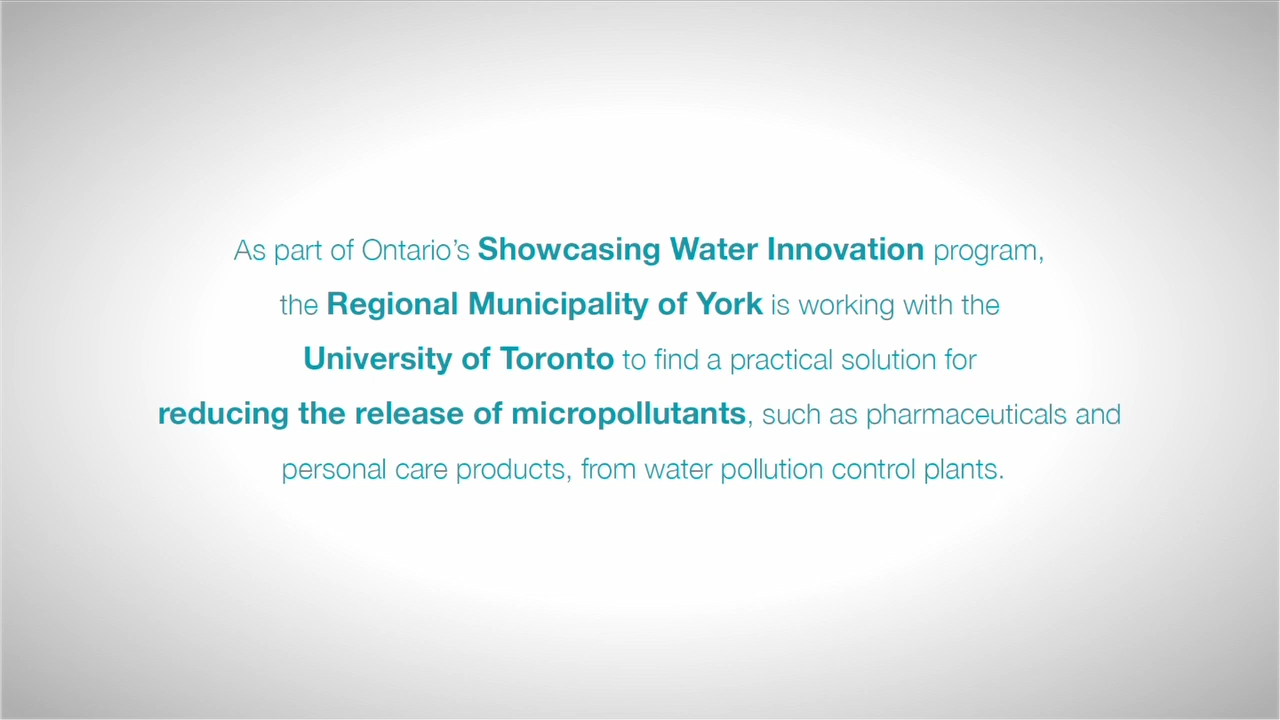 As part of Ontario’s Showcasing Water Innovation program,
the Regional Municipality of York is working with the
University of Toronto to find a practical solution for
reducing the release of micropollutants, such as pharmaceuticals and
personal care products, from water pollution control plants.